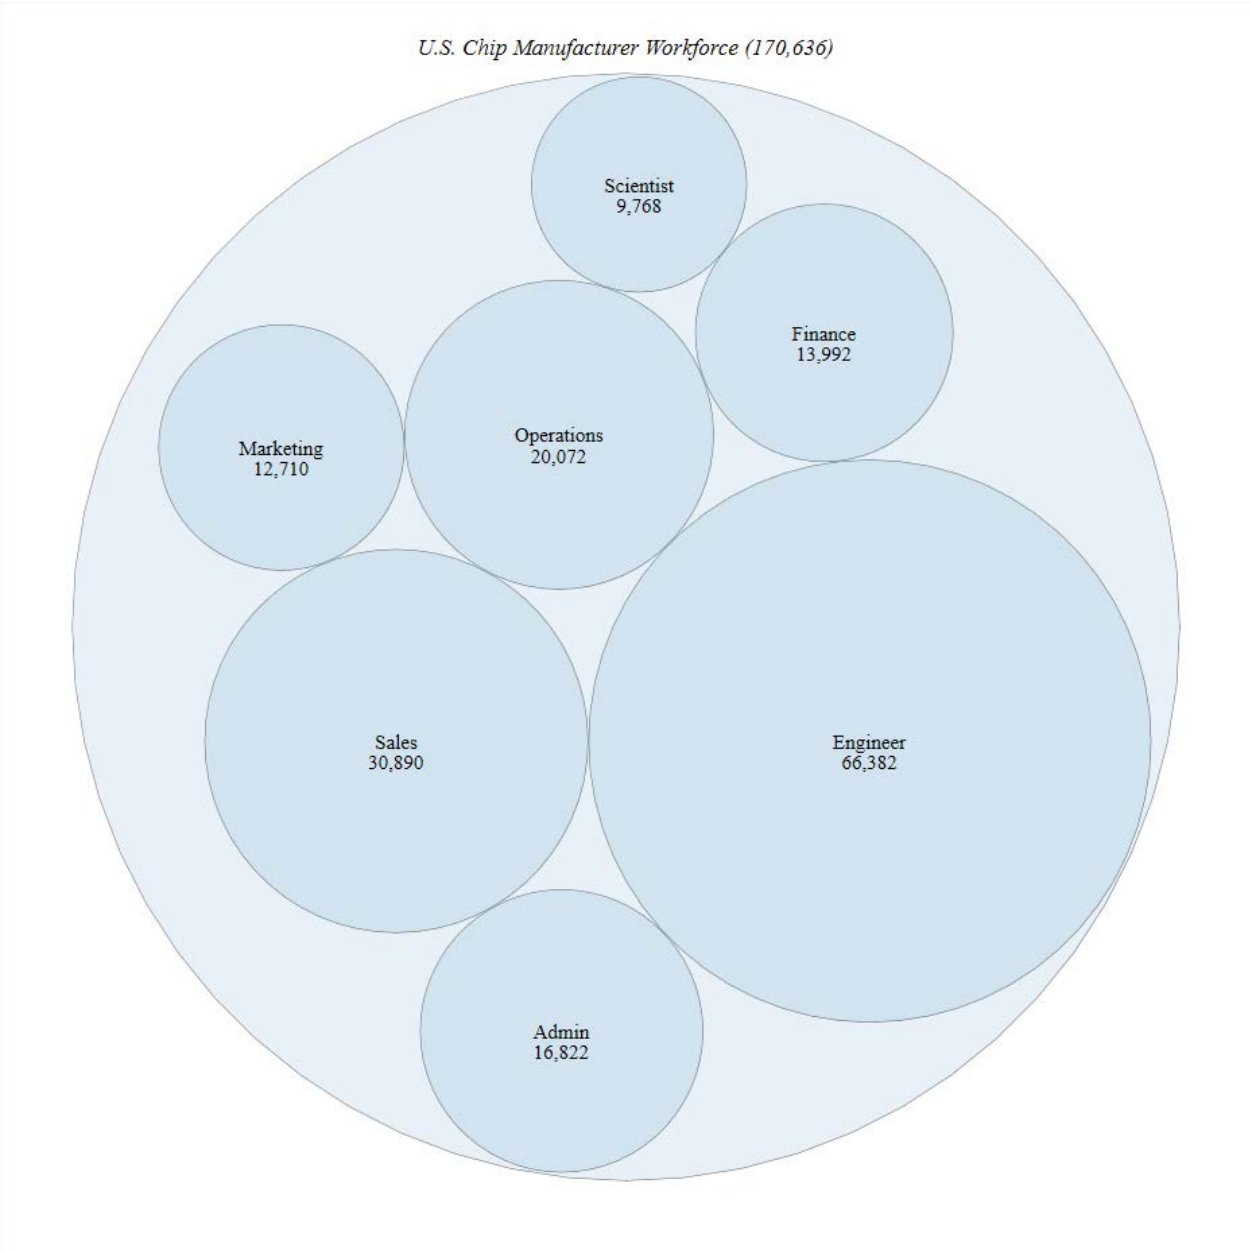 U.S. Chip Manufacturer Workforce (170,636)
Scientist
9,768
Finance
13,992
Operations
20,072
Marketing
12,710
Sales
30,890
Engineer
66,382
Admin
16,822